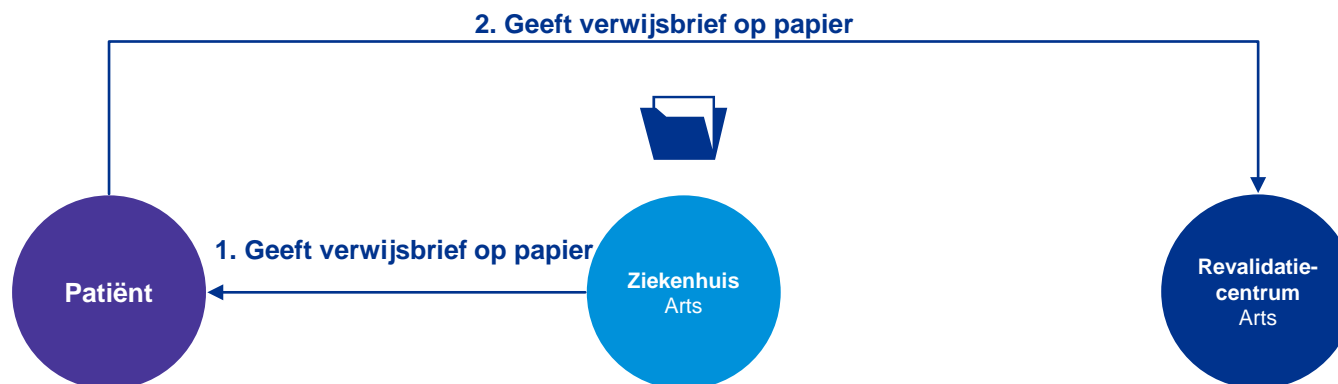 2. Geeft verwijsbrief op papier
1. Geeft verwijsbrief op papier
Patiënt
Ziekenhuis
Arts
Revalidatie-
centrum
Arts